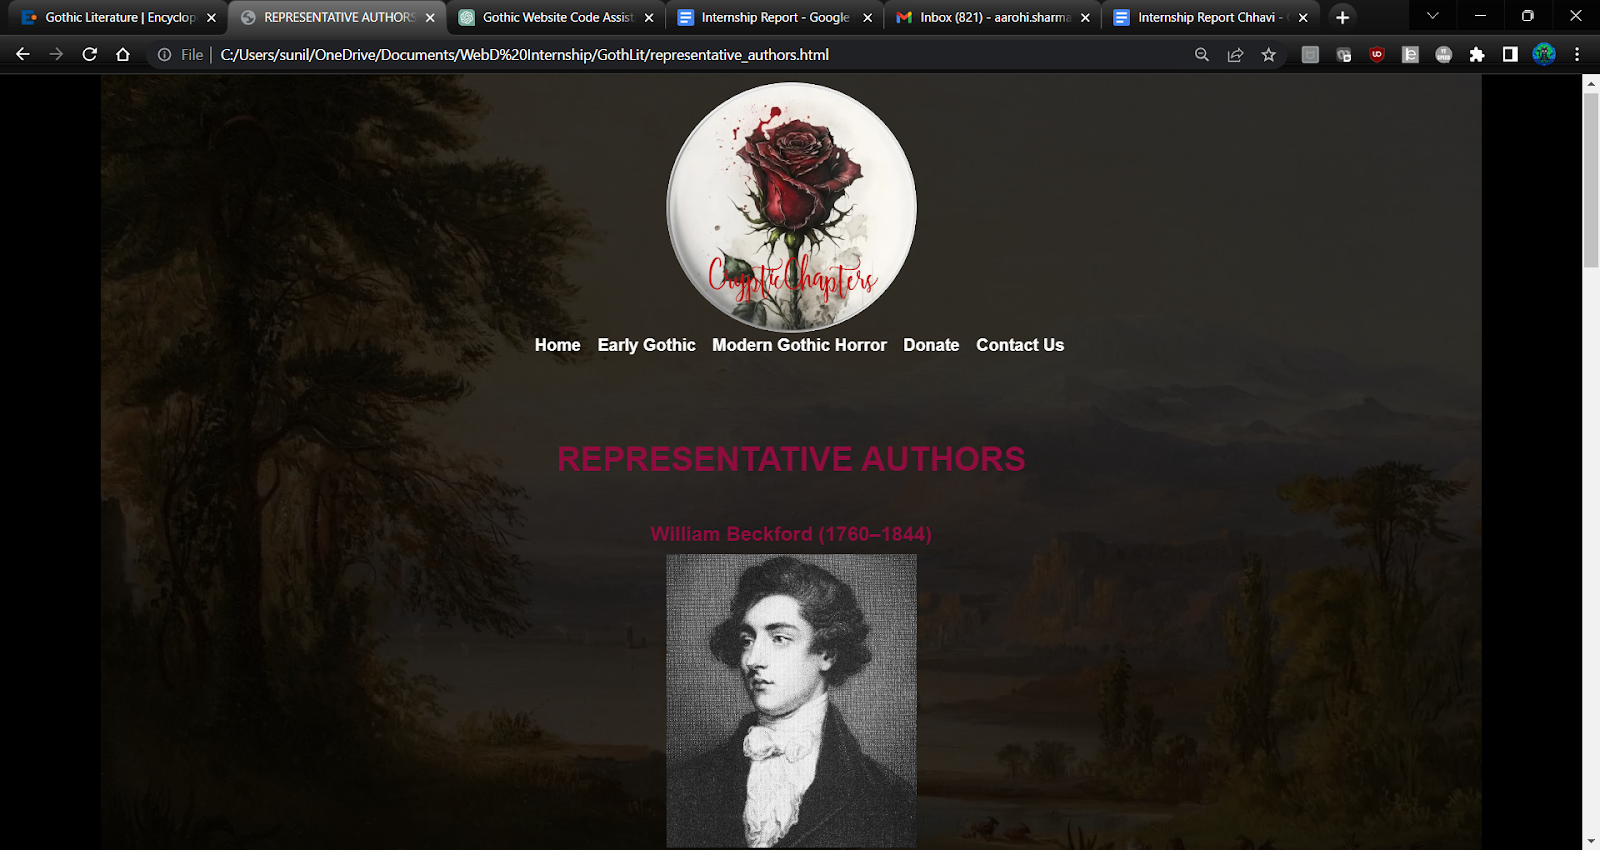 Gothic Literature | Encyclop
REPRESENTATIVE AUTHORS
Gothic Website Code Assist
Internship Report - Google
Inbox (821) - aarohi.sharma
Internship Report Chhavi -
File
C:/Users/sunil/OneDrive/Documents/WebD%20Internship/GothLit/representative_authors.html
CrypticChapters
Home Early Gothic Modern Gothic Horror Donate Contact Us
REPRESENTATIVE AUTHORS
William Beckford (1760–1844)